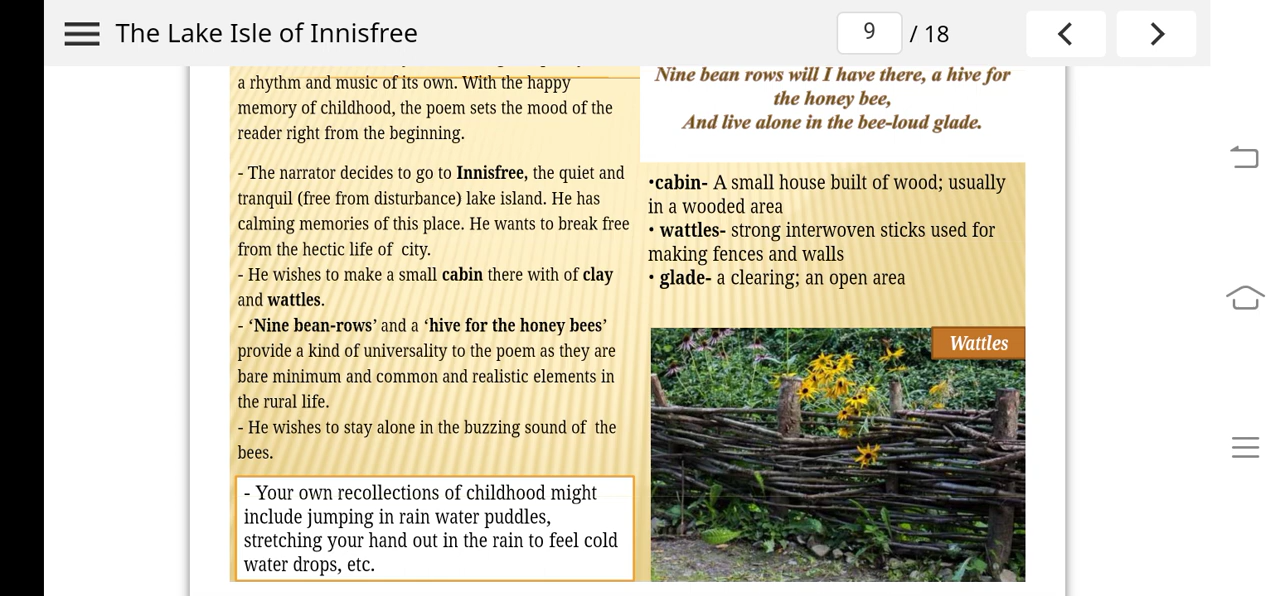 The Lake Isle of Innisfree
9 / 18
a rhythm and music of its own. With the happy
memory of childhood, the poem sets the mood of the
reader right from the beginning.
- The narrator decides to go to Innisfree, the quiet and
tranquil (free from disturbance) lake island. He has
calming memories of this place. He wants to break free
from the hectic life of city.
- He wishes to make a small cabin there with of clay
and wattles.
- ‘Nine bean-rows’ and a ‘hive for the honey bees’
provide a kind of universality to the poem as they are
bare minimum and common and realistic elements in
the rural life.
- He wishes to stay alone in the buzzing sound of the
bees.
- Your own recollections of childhood might
include jumping in rain water puddles,
stretching your hand out in the rain to feel cold
water drops, etc.
Nine bean rows will I have there, a hive for
the honey bee,
And live alone in the bee-loud glade.
•cabin- A small house built of wood; usually
in a wooded area
• wattles- strong interwoven sticks used for
making fences and walls
• glade- a clearing; an open area
Wattles